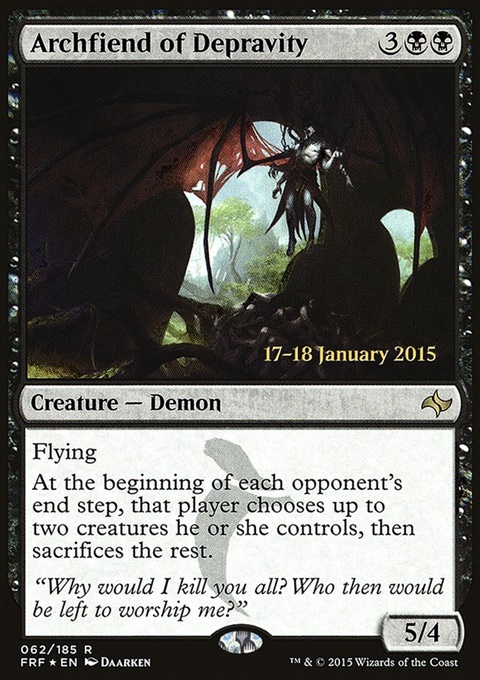 Archfiend of Depravity 3
17–18 January 2015
Creature — Demon
Flying
At the beginning of each opponent's
end step, that player chooses up to
two creatures he or she controls, then
sacrifices the rest.
“Why would I kill you all? Who then would
be left to worship me?”
5/4
062/185 R
FRF ★ EN Daarken
™ & © 2015 Wizards of the Coast